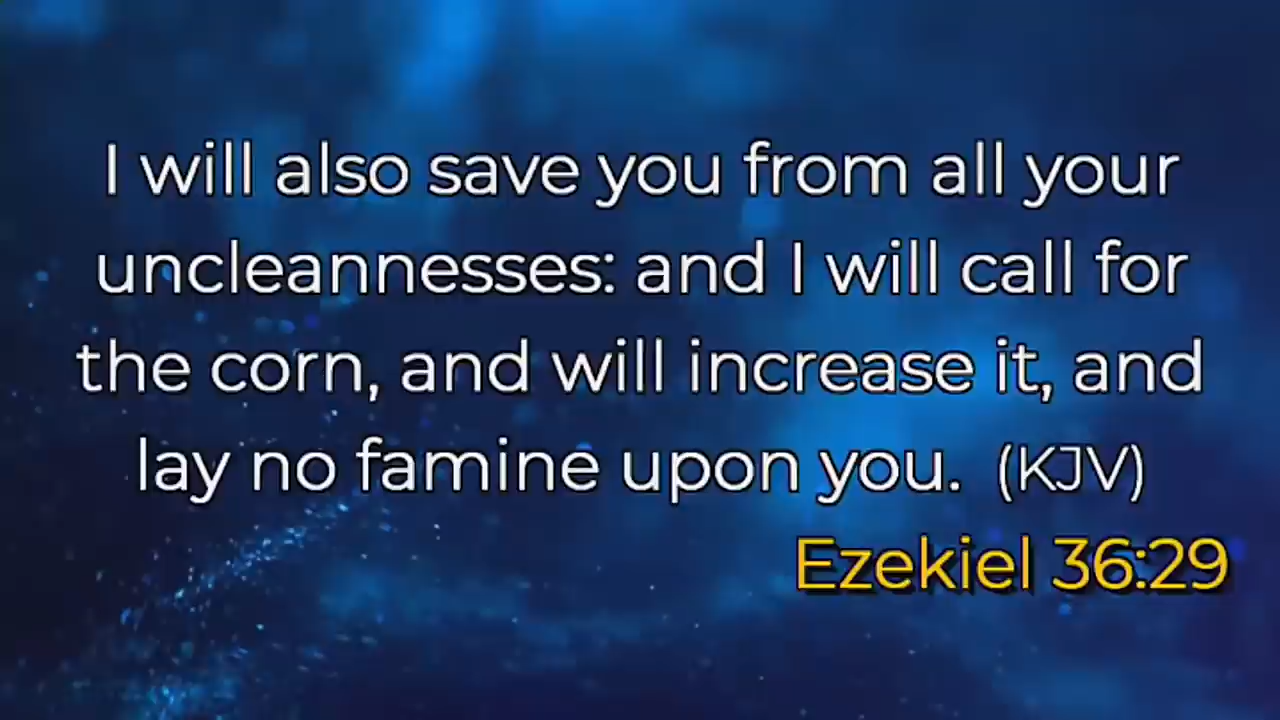 I will also save you from all your
uncleannesses: and I will call for
the corn, and will increase it, and
lay no famine upon you. (KJV)
Ezekiel 36:29